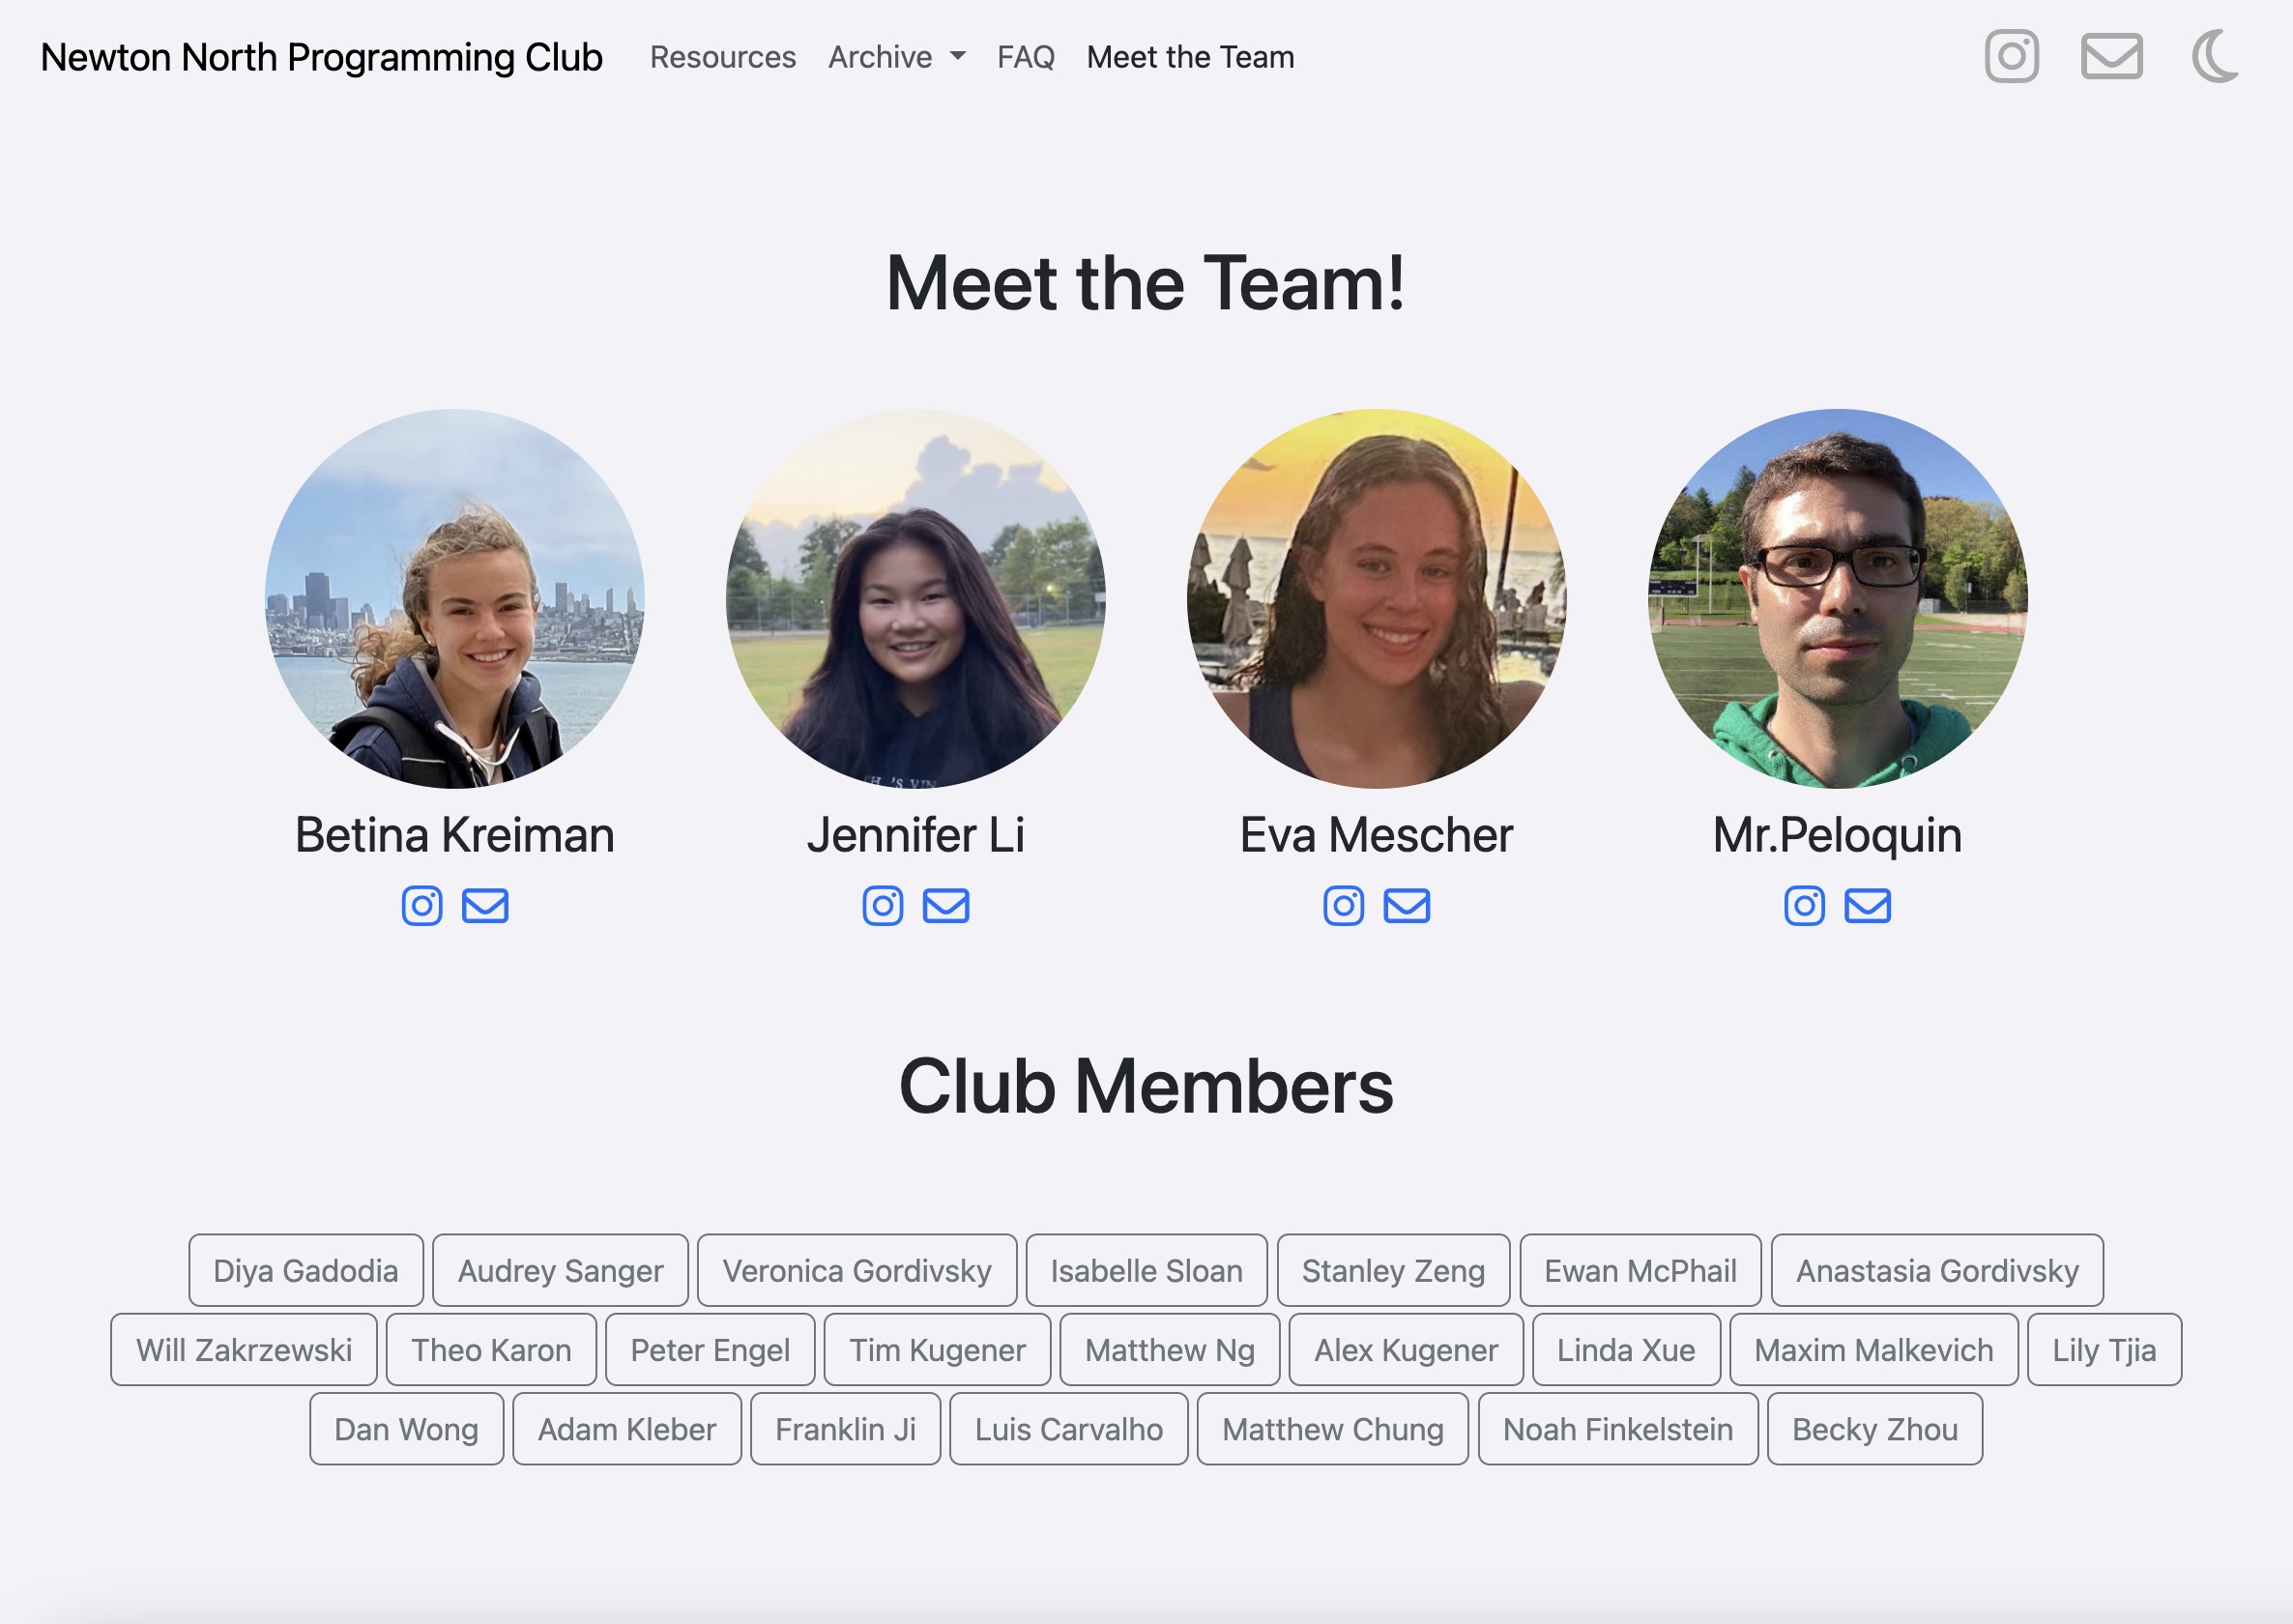 Newton North Programming Club Resources Archive FAQ Meet the Team
Meet the Team!
Betina Kreiman Jennifer Li Eva Mescher Mr.Peloquin
Club Members
Diya Gadodia Audrey Sanger Veronica Gordivsky Isabelle Sloan Stanley Zeng Ewan McPhail Anastasia Gordivsky
Will Zakrzewski Theo Karon Peter Engel Tim Kugener Matthew Ng Alex Kugener Linda Xue Maxim Malkevich Lily Tjia
Dan Wong Adam Kleber Franklin Ji Luis Carvalho Matthew Chung Noah Finkelstein Becky Zhou